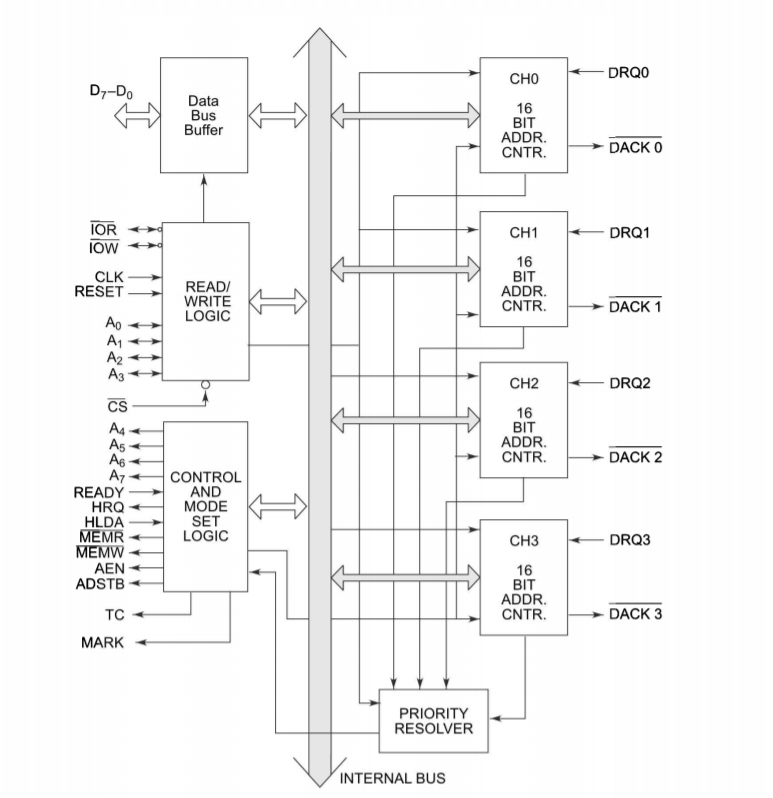 D7–D0
Data
Bus
Buffer
IOR
IOW
CLK
RESET
A0
A1
A2
A3
READ/
WRITE
LOGIC
CS
A4
A5
A6
A7
READY
HRQ
HLDA
MEMR
MEMW
AEN
ADSTB
TC
MARK
CONTROL
AND
MODE
SET
LOGIC
CH0
16
BIT
ADDR.
CNTR.
DRQ0
DACK 0
CH1
16
BIT
ADDR.
CNTR.
DRQ1
DACK 1
CH2
16
BIT
ADDR.
CNTR.
DRQ2
DACK 2
CH3
16
BIT
ADDR.
CNTR.
DRQ3
DACK 3
PRIORITY
RESOLVER
INTERNAL BUS